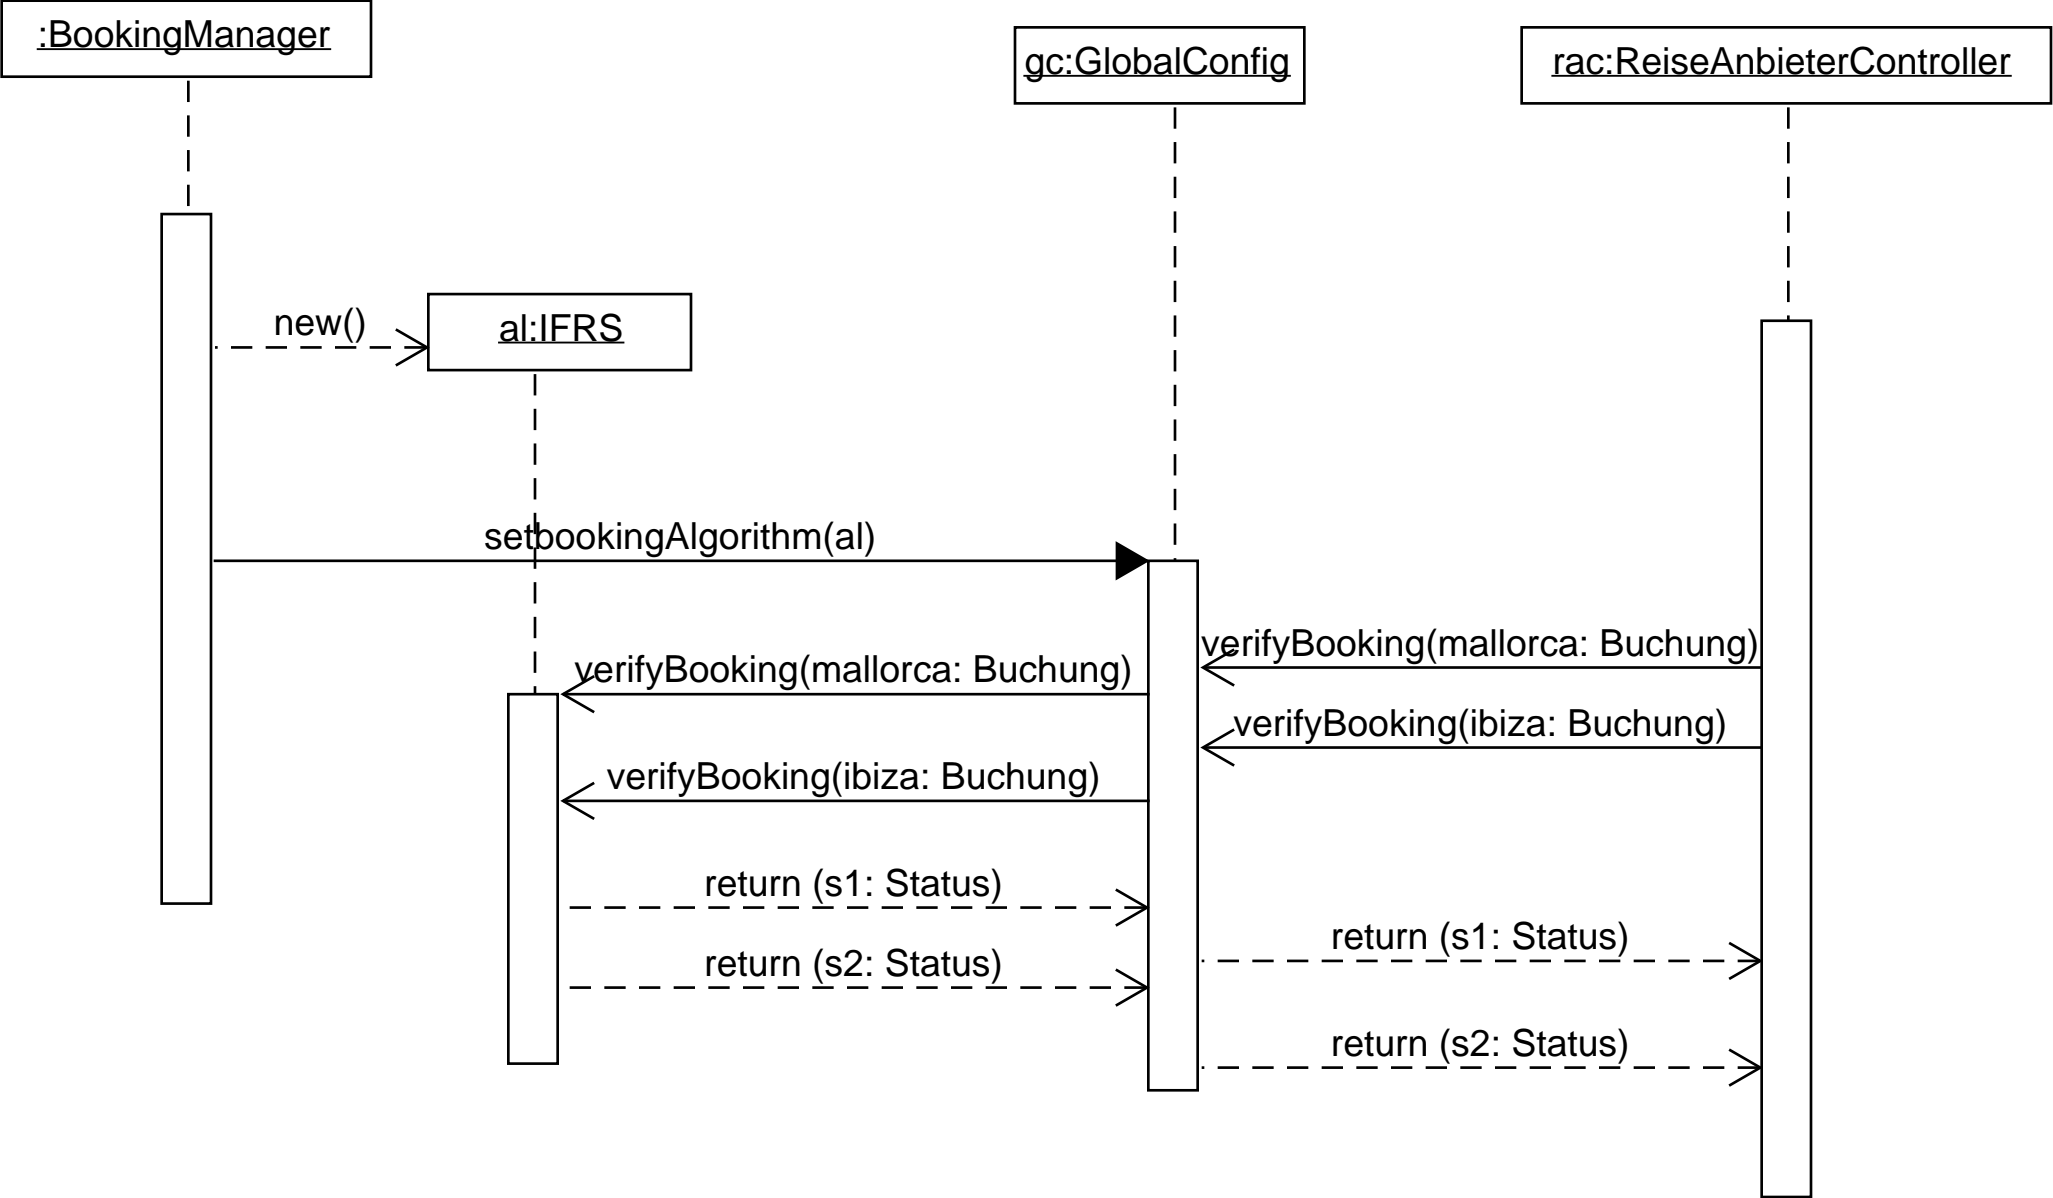 :BookingManager
gc:GlobalConfig
rac:ReiseAnbieterController
new()
al:IFRS
setbookingAlgorithm(al)
verifyBooking(mallorca: Buchung)
verifyBooking(mallorca: Buchung)
verifyBooking(ibiza: Buchung)
verifyBooking(ibiza: Buchung)
return (s1: Status)
return (s1: Status)
return (s2: Status)
return (s2: Status)